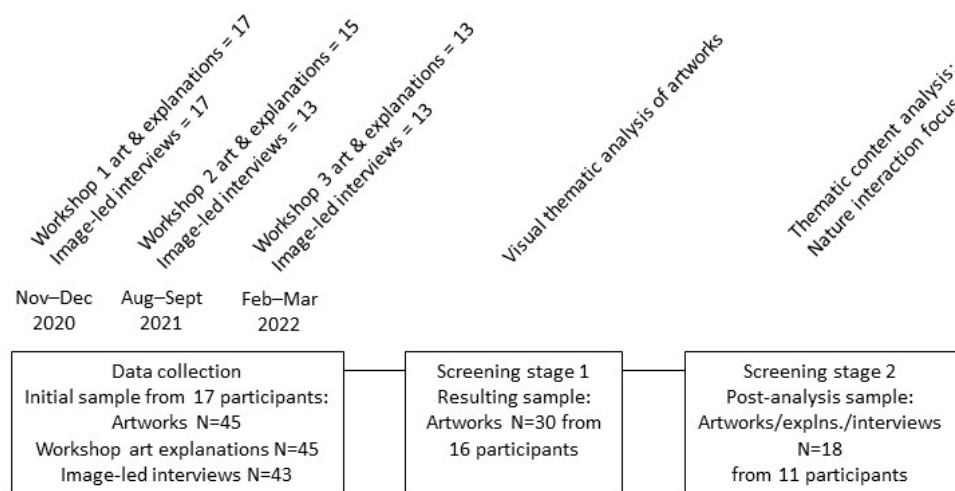 Workshop 1 art & explanations = 17
Image-led interviews = 17
Workshop 2 art & explanations = 15
Image-led interviews = 13
Workshop 3 art & explanations = 13
Image-led interviews = 13
Visual thematic analysis of artworks
Thematic content analysis:
Nature interaction focus
Nov–Dec
2020
Aug–Sept
2021
Feb–Mar
2022
Data collection
Initial sample from 17 participants:
Artworks N=45
Workshop art explanations N=45
Image-led interviews N=43
Screening stage 1
Resulting sample:
Artworks N=30 from
16 participants
Screening stage 2
Post-analysis sample:
Artworks/explns./interviews
N=18
from 11 participants